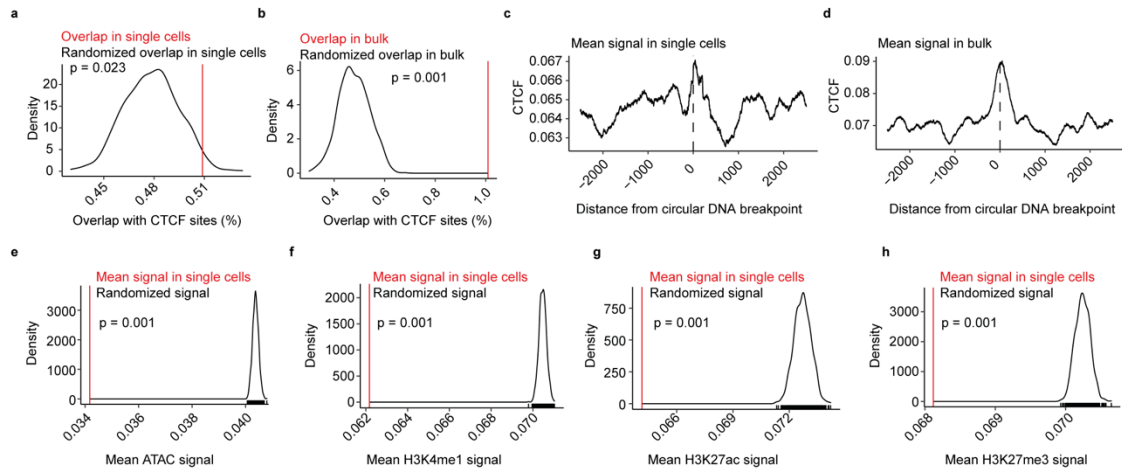 a
Overlap in single cells
Randomized overlap in single cells
p = 0.023
Density
20
15
10
5
0
0.45
0.48
0.51
Overlap with CTCF sites (%)
b
Overlap in bulk
Randomized overlap in bulk
p = 0.001
Density
6
4
2
0
0.4
0.6
0.8
1.0
Overlap with CTCF sites (%)
c
Mean signal in single cells
CTCF
0.067
0.065
0.063
−2000
−1000
0
1000
2000
Distance from circular DNA breakpoint
d
Mean signal in bulk
CTCF
0.09
0.08
0.07
−2000
−1000
0
1000
2000
Distance from circular DNA breakpoint
e
Mean signal in single cells
Randomized signal
p = 0.001
Density
3000
2000
1000
0
0.034
0.036
0.038
0.040
Mean ATAC signal
f
Mean signal in single cells
Randomized signal
p = 0.001
Density
2000
1500
1000
500
0
0.062
0.064
0.066
0.068
0.070
Mean H3K4me1 signal
g
Mean signal in single cells
Randomized signal
p = 0.001
Density
750
500
250
0
0.066
0.069
0.072
Mean H3K27ac signal
h
Mean signal in single cells
Randomized signal
p = 0.001
Density
3000
2000
1000
0
0.068
0.069
0.070
Mean H3K27me3 signal